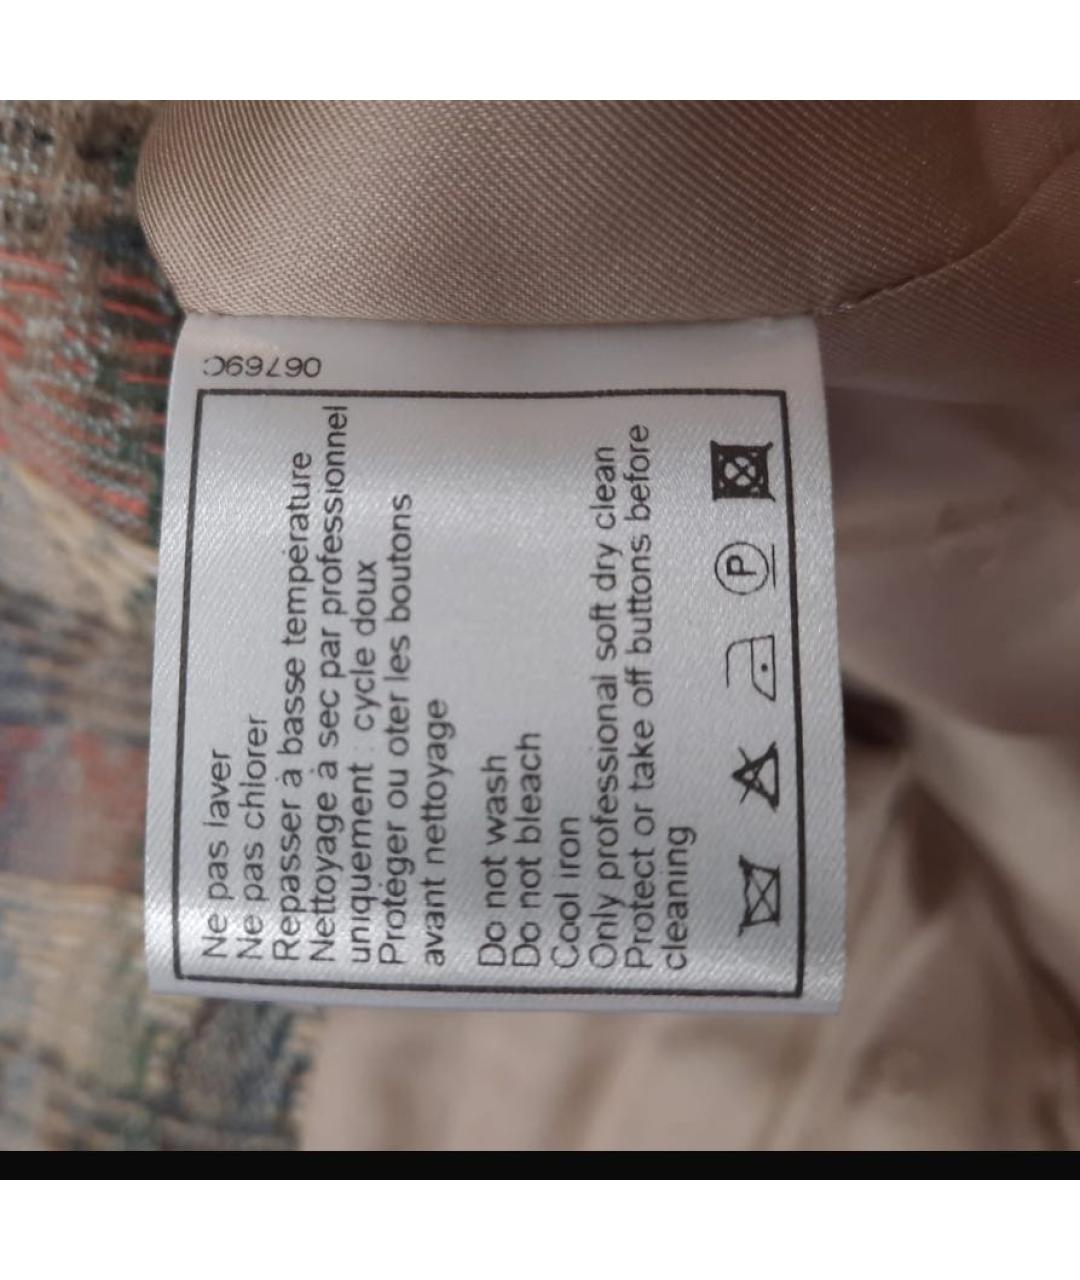 Ne pas laver
Ne pas chlorer
Repasser à basse température
Nettoyage à sec par professionnel
uniquement : cycle doux
Protéger ou oter les boutons
avant nettoyage
Do not wash
Do not bleach
Cool iron
Only professional soft dry clean
Protect or take off buttons before
cleaning
P